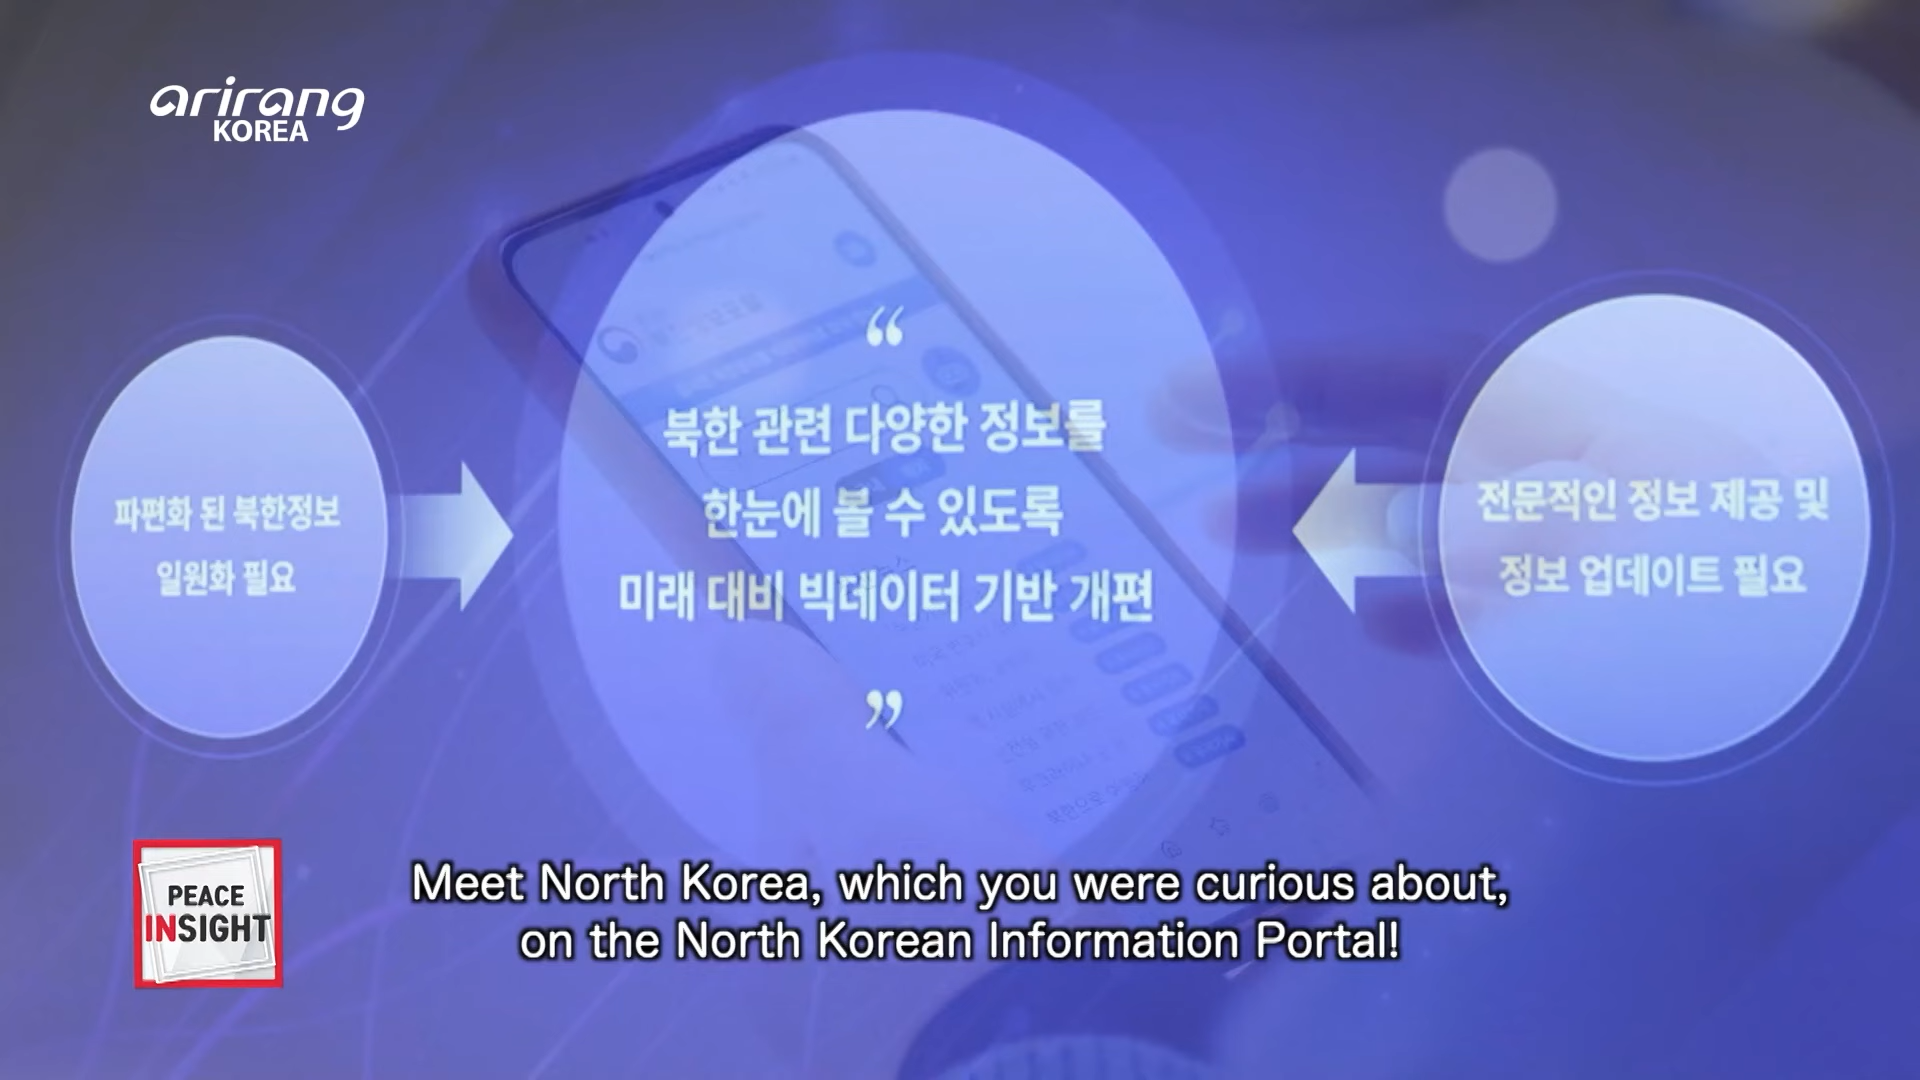 arirang
KOREA
파편화 된 북한정보
일원화 필요
“
북한 관련 다양한 정보를
한눈에 볼 수 있도록
미래 대비 빅데이터 기반 개편
”
전문적인 정보 제공 및
정보 업데이트 필요
PEACE
INSIGHT
Meet North Korea, which you were curious about,
on the North Korean Information Portal!